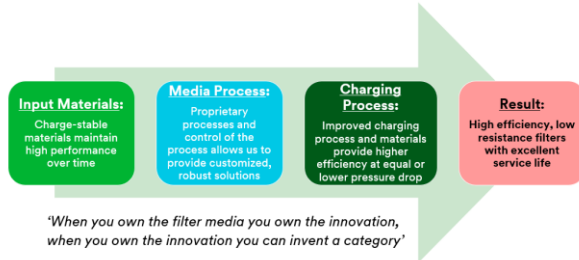 Input Materials:
Charge-stable
materials maintain
high performance
over time
Media Process:
Proprietary
processes and
control of the
process allows us to
provide customized,
robust solutions
Charging
Process:
Improved charging
process and materials
provide higher
efficiency at equal or
lower pressure drop
Result:
High efficiency, low
resistance filters
with excellent
service life
‘When you own the filter media you own the innovation,
when you own the innovation you can invent a category’